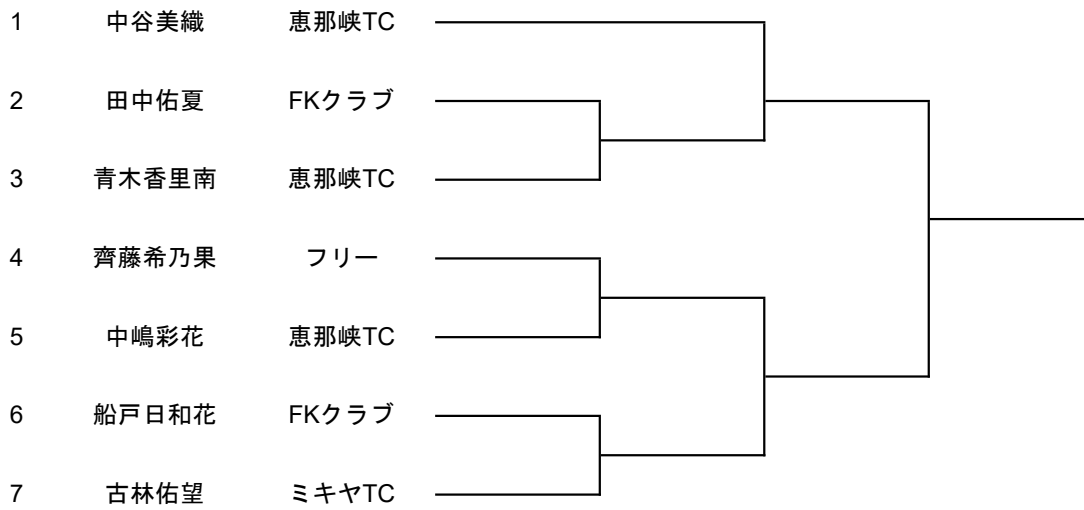 1 中谷美織 恵那峡TC
2 田中佑夏 FKクラブ
3 青木香里南 恵那峡TC
4 齊藤希乃果 フリー
5 中嶋彩花 恵那峡TC
6 船戸日和花 FKクラブ
7 古林佑望 ミキヤTC